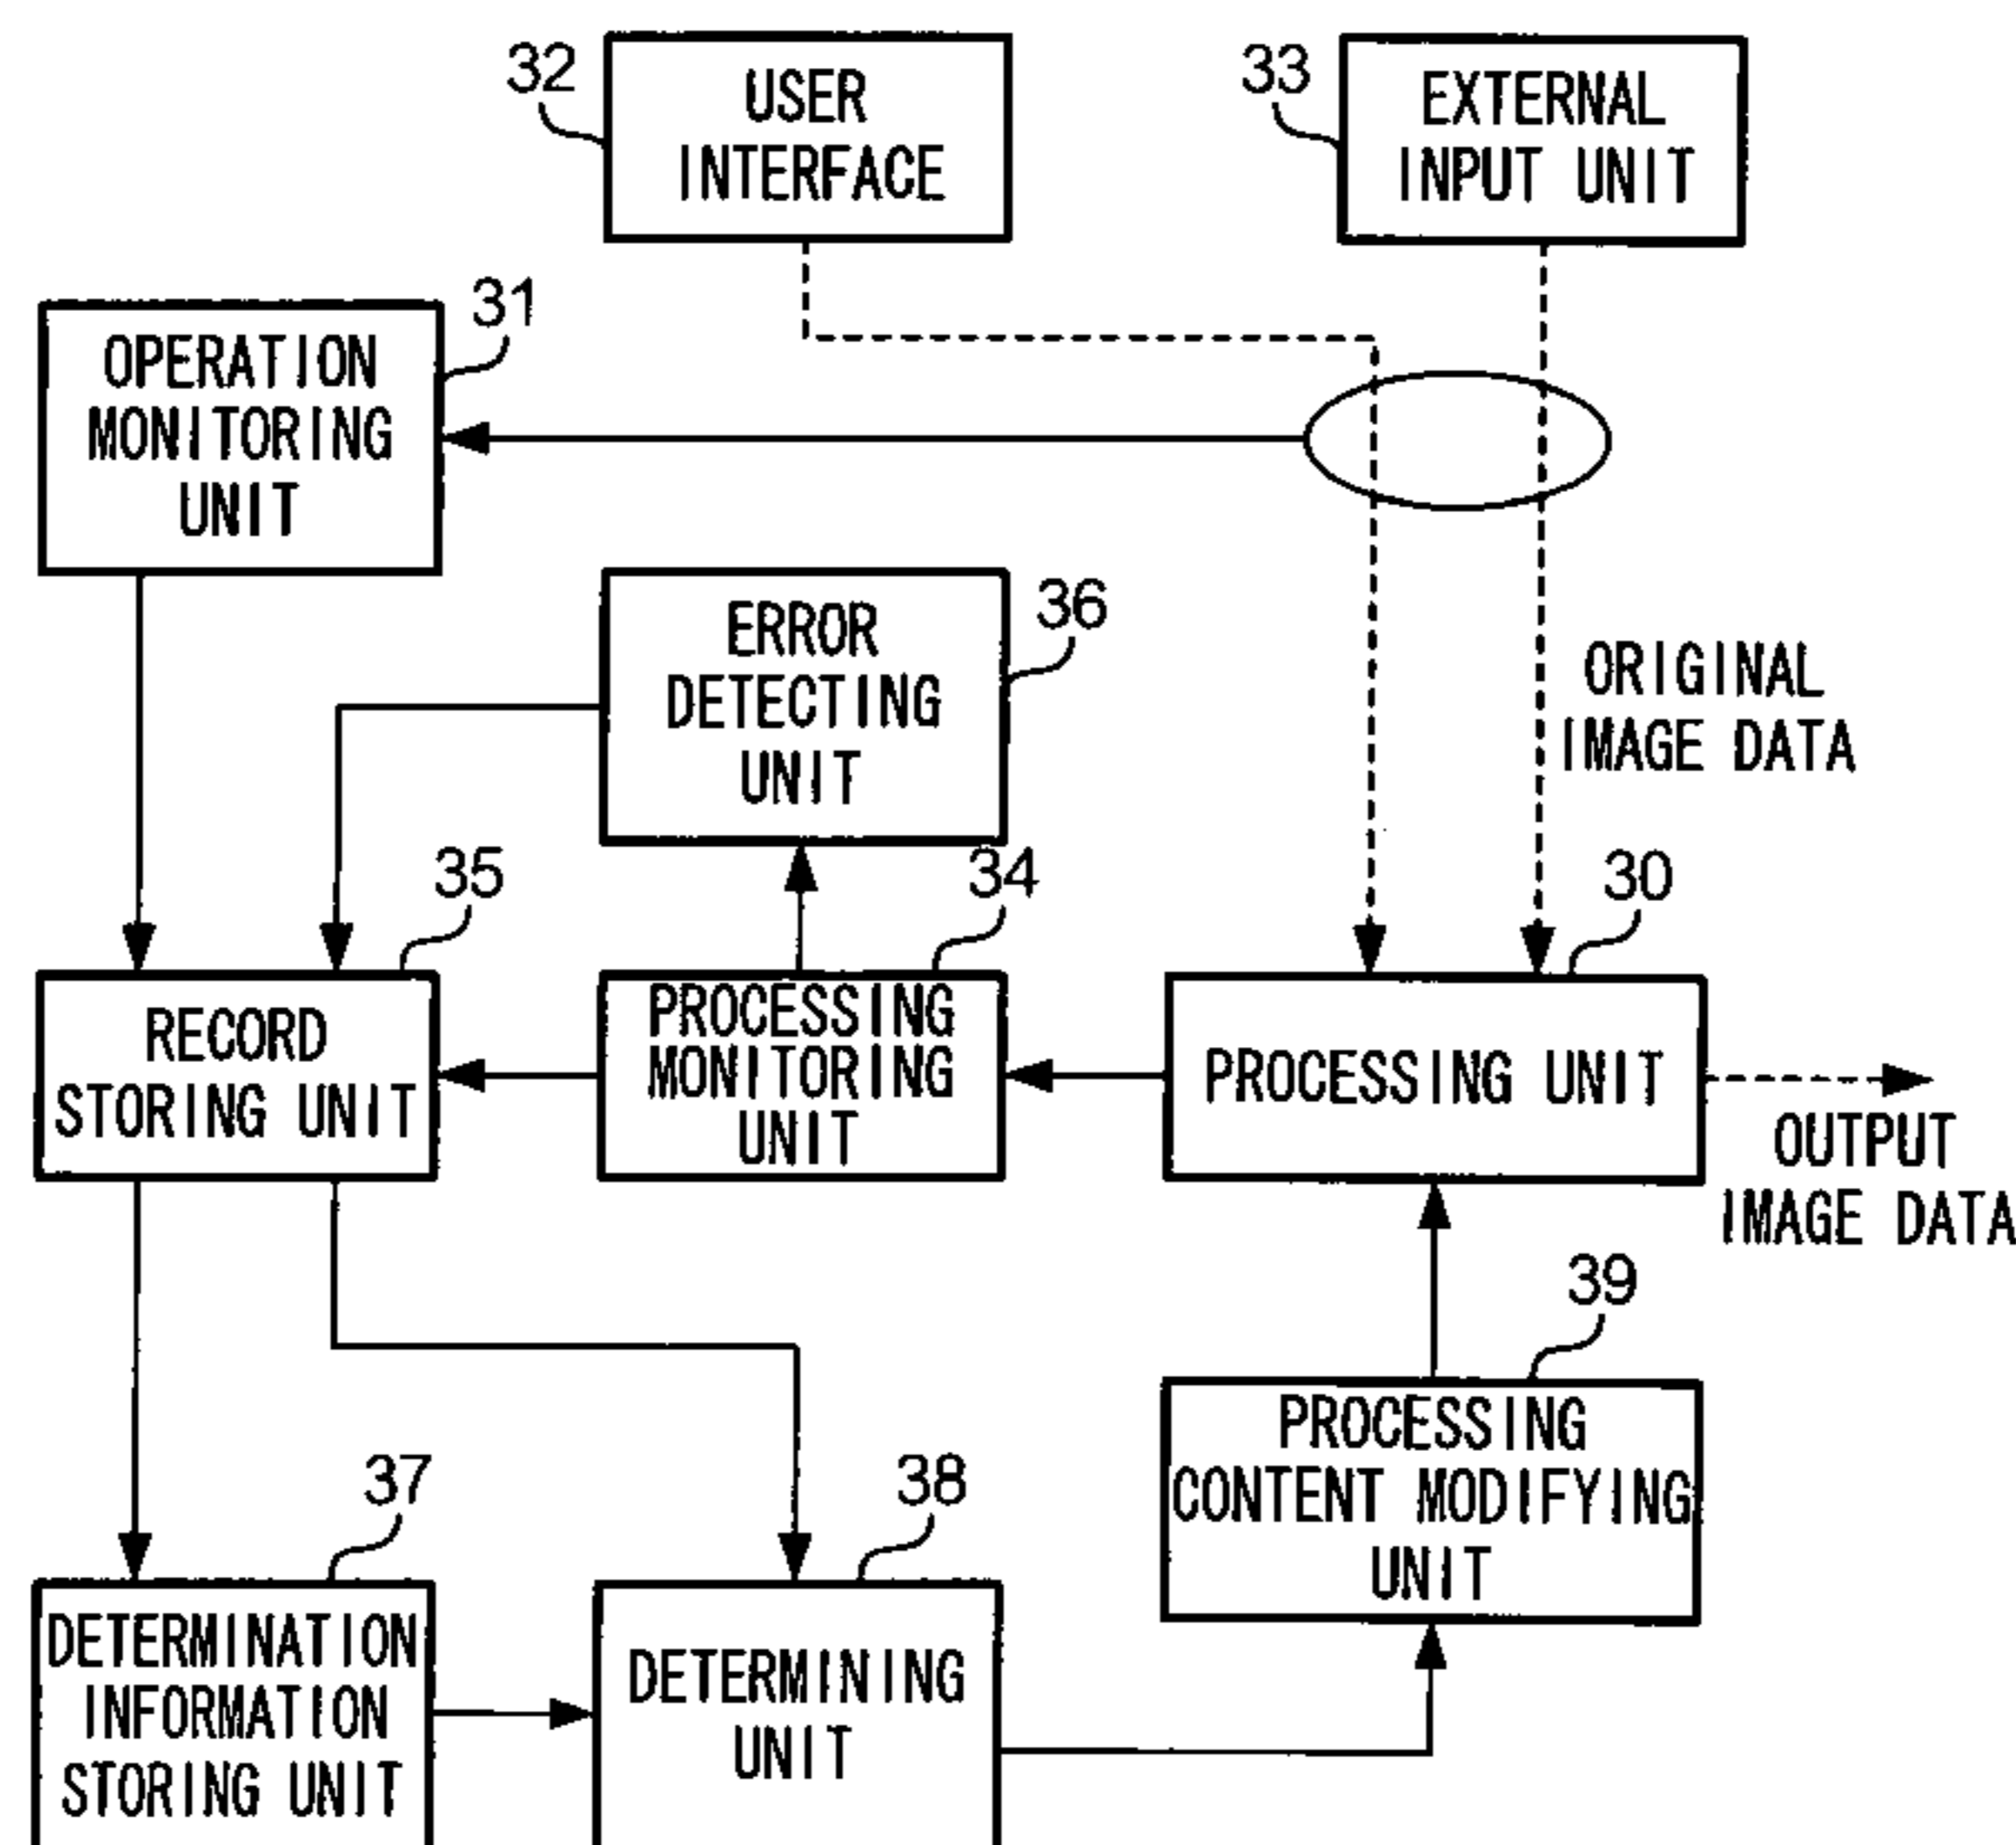 32
USER
INTERFACE
33
EXTERNAL
INPUT UNIT
31
OPERATION
MONITORING
UNIT
36
ERROR
DETECTING
UNIT
ORIGINAL
IMAGE DATA
35
RECORD
STORING UNIT
34
PROCESSING
MONITORING
UNIT
30
PROCESSING UNIT
OUTPUT
IMAGE DATA
39
PROCESSING
CONTENT MODIFYING
UNIT
37
DETERMINATION
INFORMATION
STORING UNIT
38
DETERMINING
UNIT